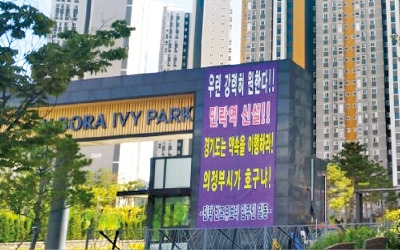 BORA IVY PARK
우린 강력히 원한다!!
민락역 신설!!
경기도는 약속을 이행하라!
의정부시가 호구냐!